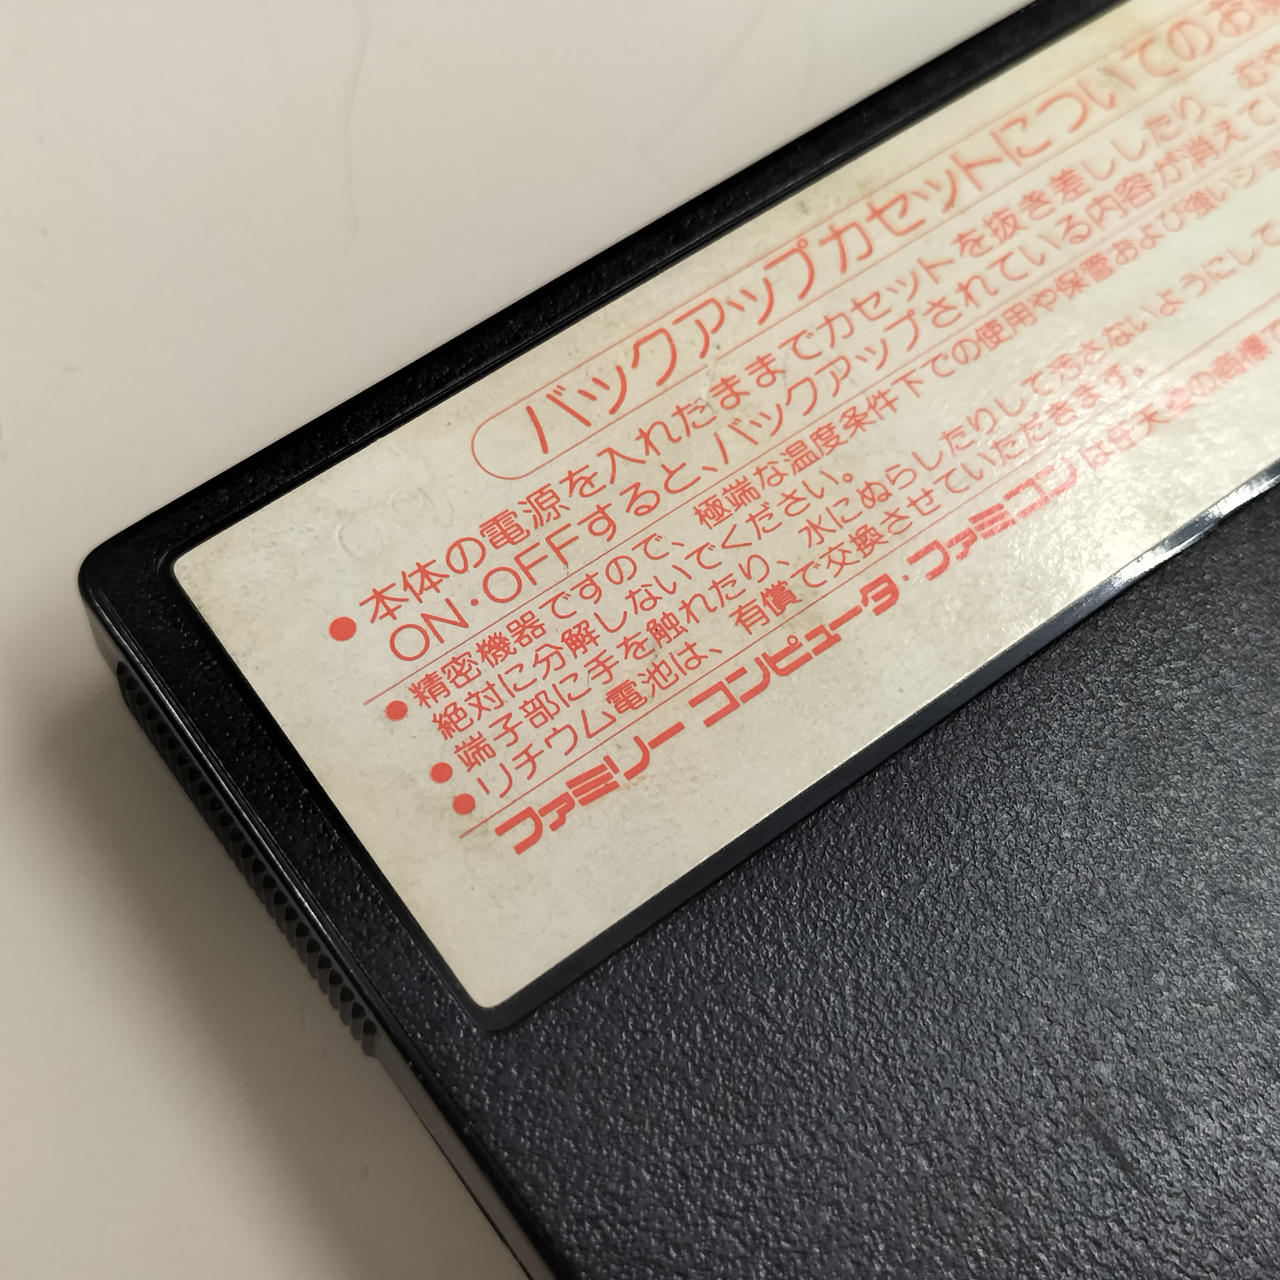 バックアップカセットについてのお願
●本体の電源を入れたままでカセットを抜き差ししたり、むや
ON・OFFすると、バックアップされている内容が消えてい
●精密機器ですので、極端な温度条件下での使用や保管および強いショ
絶対に分解しないでください。
●端子部に手を触れたり、水にぬらしたりして汚さないようにして
●リチウム電池は、有償で交換させていただきます。
ファミリーコンピュータ・ファミコンは任天堂の商標で